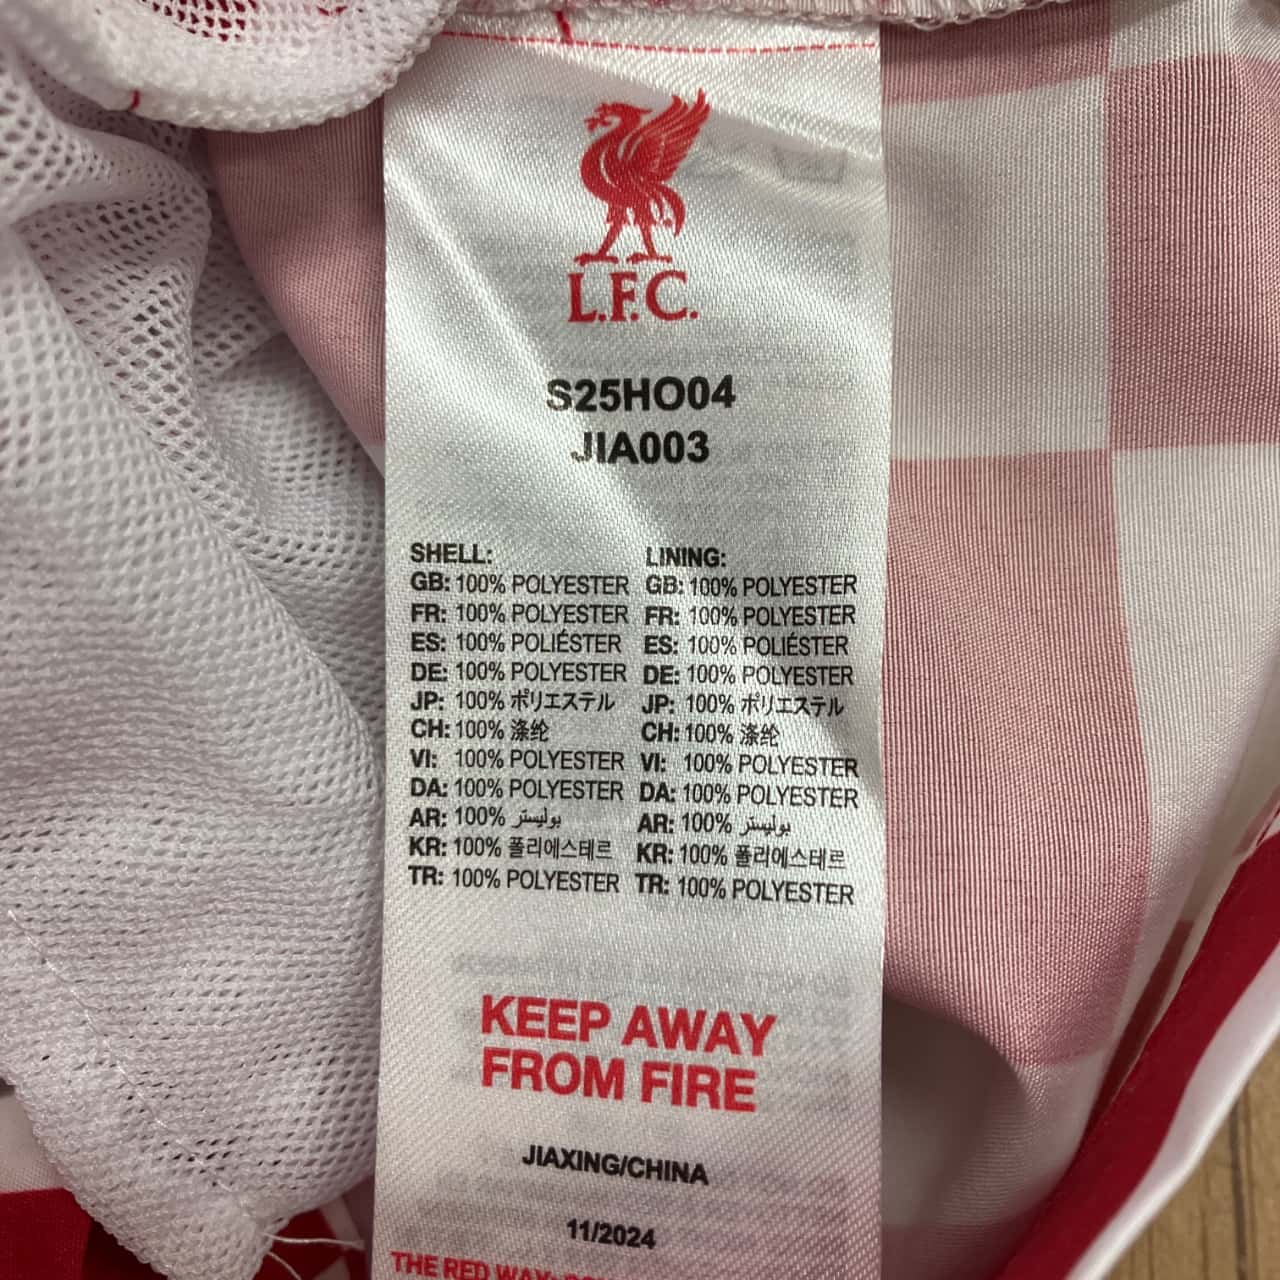 L.F.C.
S25HO04
JIA003
SHELL:
GB: 100% POLYESTER
FR: 100% POLYESTER
ES: 100% POLIÉSTER
DE: 100% POLYESTER
JP: 100% ポリエステル
CH: 100% 涤纶
VI: 100% POLYESTER
DA: 100% POLYESTER
AR: 100% بوليستر
KR: 100% 폴리에스테르
TR: 100% POLYESTER
LINING:
GB: 100% POLYESTER
FR: 100% POLYESTER
ES: 100% POLIÉSTER
DE: 100% POLYESTER
JP: 100% ポリエステル
CH: 100% 涤纶
VI: 100% POLYESTER
DA: 100% POLYESTER
AR: 100% بوليستر
KR: 100% 폴리에스테르
TR: 100% POLYESTER
KEEP AWAY
FROM FIRE
JIAXING/CHINA
11/2024
THE RED WAY: